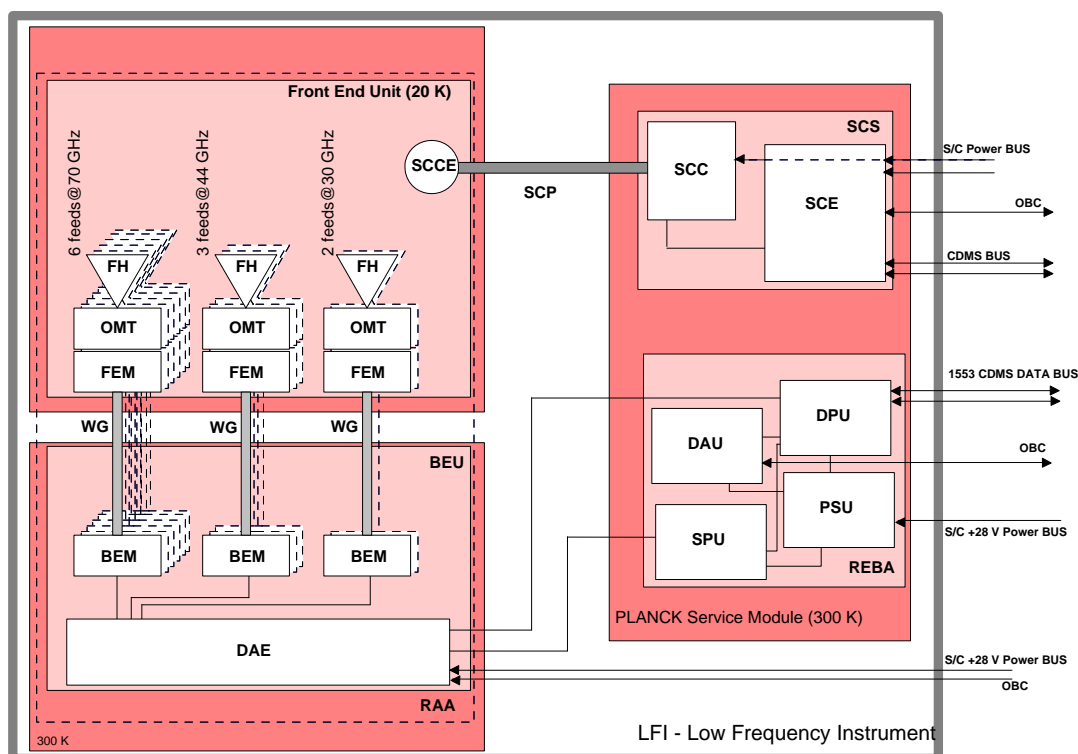 Front End Unit (20 K)
6 feeds@70 GHz
3 feeds@44 GHz
2 feeds@30 GHz
FH
FH
FH
OMT
OMT
OMT
FEM
FEM
FEM
SCCE
SCP
SCS
SCC
SCE
S/C Power BUS
OBC
CDMS BUS
WG
WG
WG
BEU
BEM
BEM
BEM
DAE
RAA
300 K
DPU
DAU
PSU
SPU
REBA
PLANCK Service Module (300 K)
1553 CDMS DATA BUS
OBC
S/C +28 V Power BUS
S/C +28 V Power BUS
OBC
LFI - Low Frequency Instrument